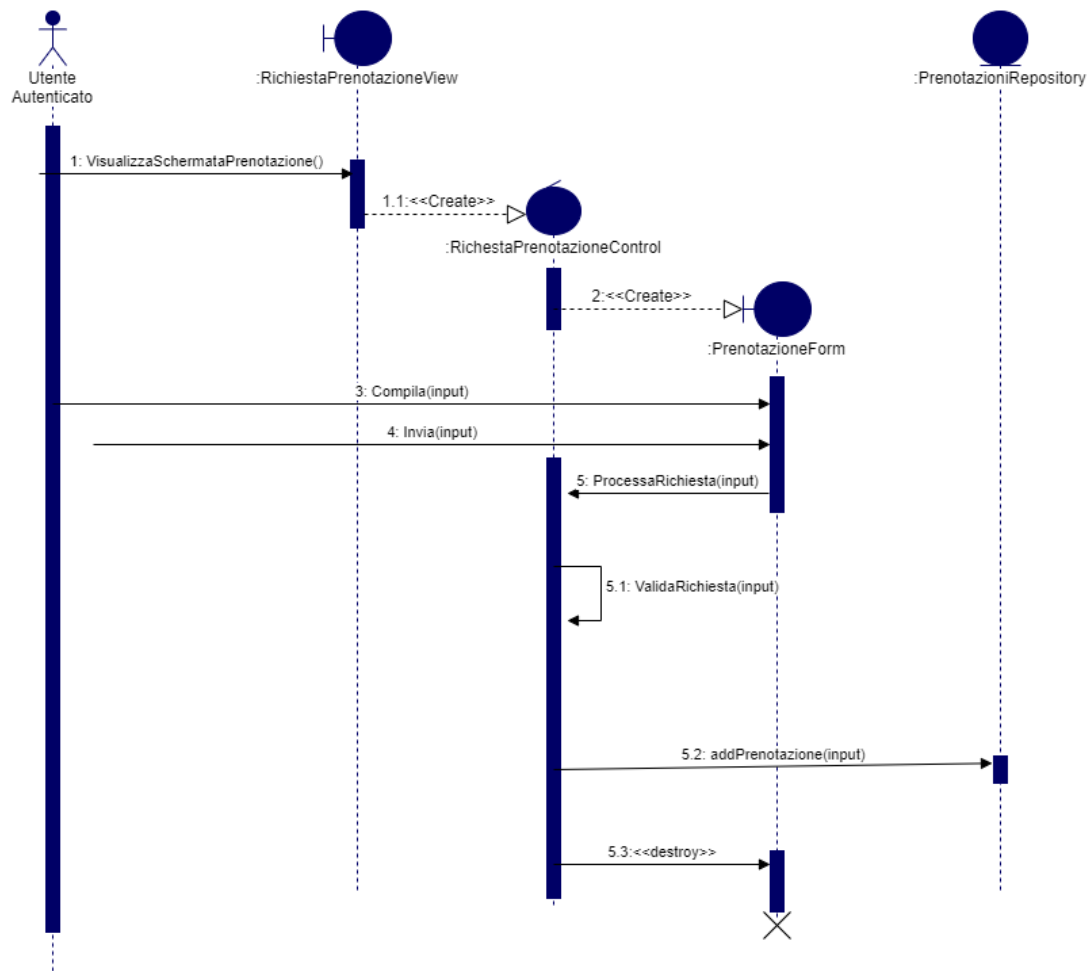 Utente
Autenticato
:RichiestaPrenotazioneView
:PrenotazioniRepository
1: VisualizzaSchermataPrenotazione()
1.1:<<Create>>
:RichestaPrenotazioneControl
2:<<Create>>
:PrenotazioneForm
3: Compila(input)
4: Invia(input)
5: ProcessaRichiesta(input)
5.1: ValidaRichiesta(input)
5.2: addPrenotazione(input)
5.3:<<destroy>>